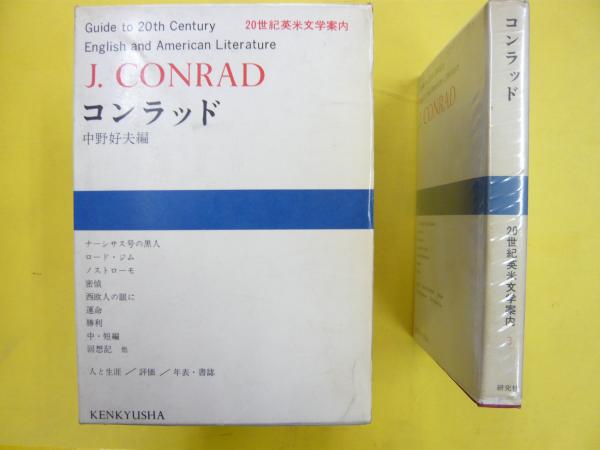 Guide to 20th Century
English and American Literature
20世紀英米文学案内
J. CONRAD
コンラッド
中野好夫編
ナーシサス号の黒人
ロード・ジム
ノストローモ
密偵
西欧人の眼に
運命
勝利
中・短編
回想記 他
人と生涯／評価／年表・書誌
KENKYUSHA
J. CONRAD
コンラッド
20世紀英米文学案内
3
研究社